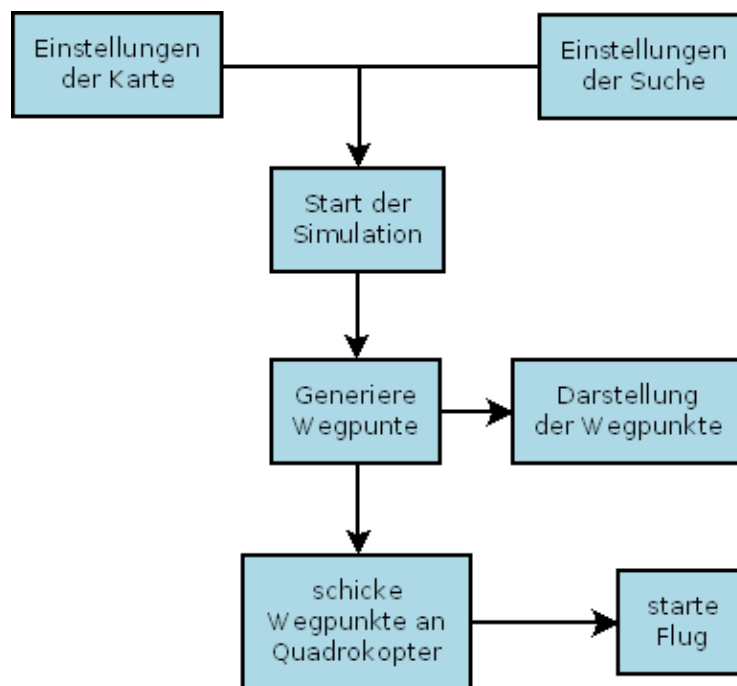 Einstellungen
der Karte
Einstellungen
der Suche
Start der
Simulation
Generiere
Wegpunte
Darstellung
der Wegpunkte
schicke
Wegpunkte an
Quadrokopter
starte
Flug